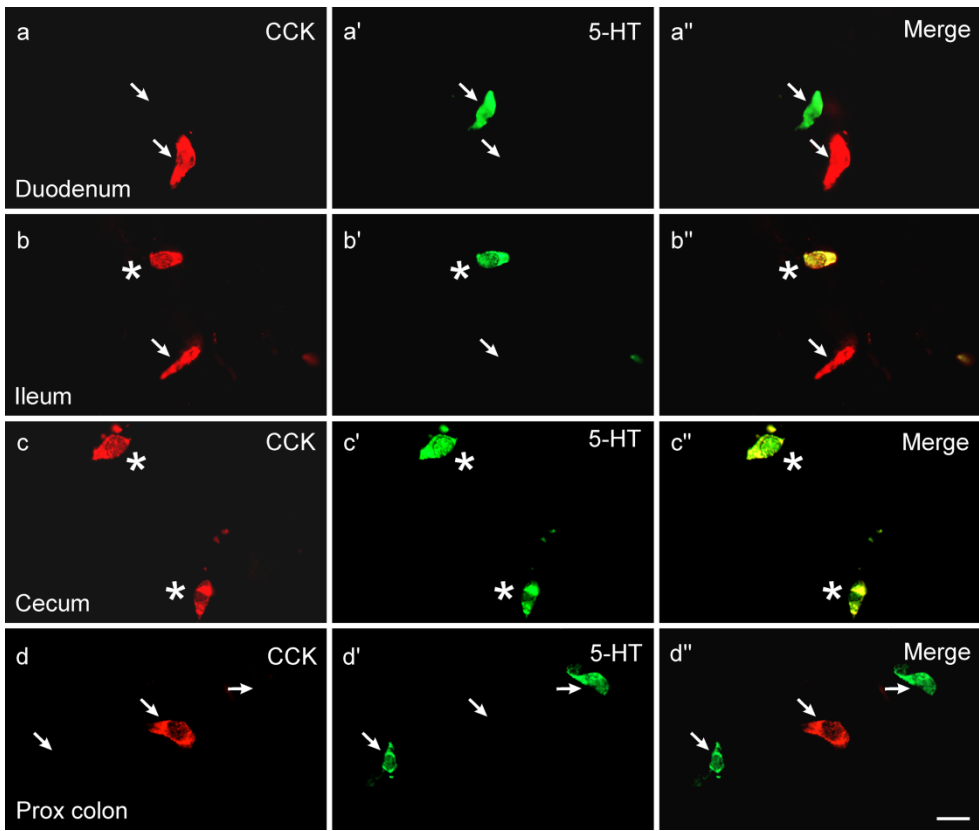 a CCK a' 5-HT a" Merge
Duodenum
b b' b"
*
*
*
Ileum
c CCK c' 5-HT c" Merge
* * *
* * *
Cecum
d CCK d' 5-HT d" Merge
Prox colon